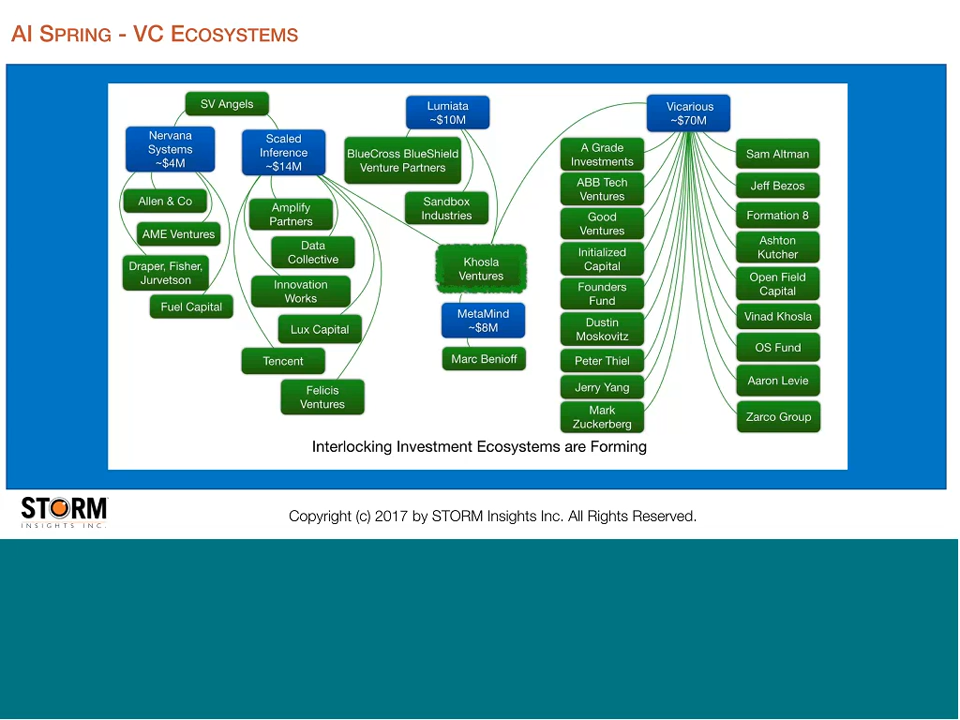 AI SPRING - VC ECOSYSTEMS
SV Angels
Nervana
Systems
~$4M
Allen & Co
AME Ventures
Draper, Fisher,
Jurvetson
Fuel Capital
Scaled
Inference
~$14M
Amplify
Partners
Data
Collective
Innovation
Works
Lux Capital
Tencent
Felicis
Ventures
Lumiata
~$10M
BlueCross BlueShield
Venture Partners
Sandbox
Industries
Khosla
Ventures
MetaMind
~$8M
Marc Benioff
Vicarious
~$70M
A Grade
Investments
ABB Tech
Ventures
Good
Ventures
Initialized
Capital
Founders
Fund
Dustin
Moskovitz
Peter Thiel
Jerry Yang
Mark
Zuckerberg
Sam Altman
Jeff Bezos
Formation 8
Ashton
Kutcher
Open Field
Capital
Vinad Khosla
OS Fund
Aaron Levie
Zarco Group
Interlocking Investment Ecosystems are Forming
STORM
INSIGHTS INC.
Copyright (c) 2017 by STORM Insights Inc. All Rights Reserved.